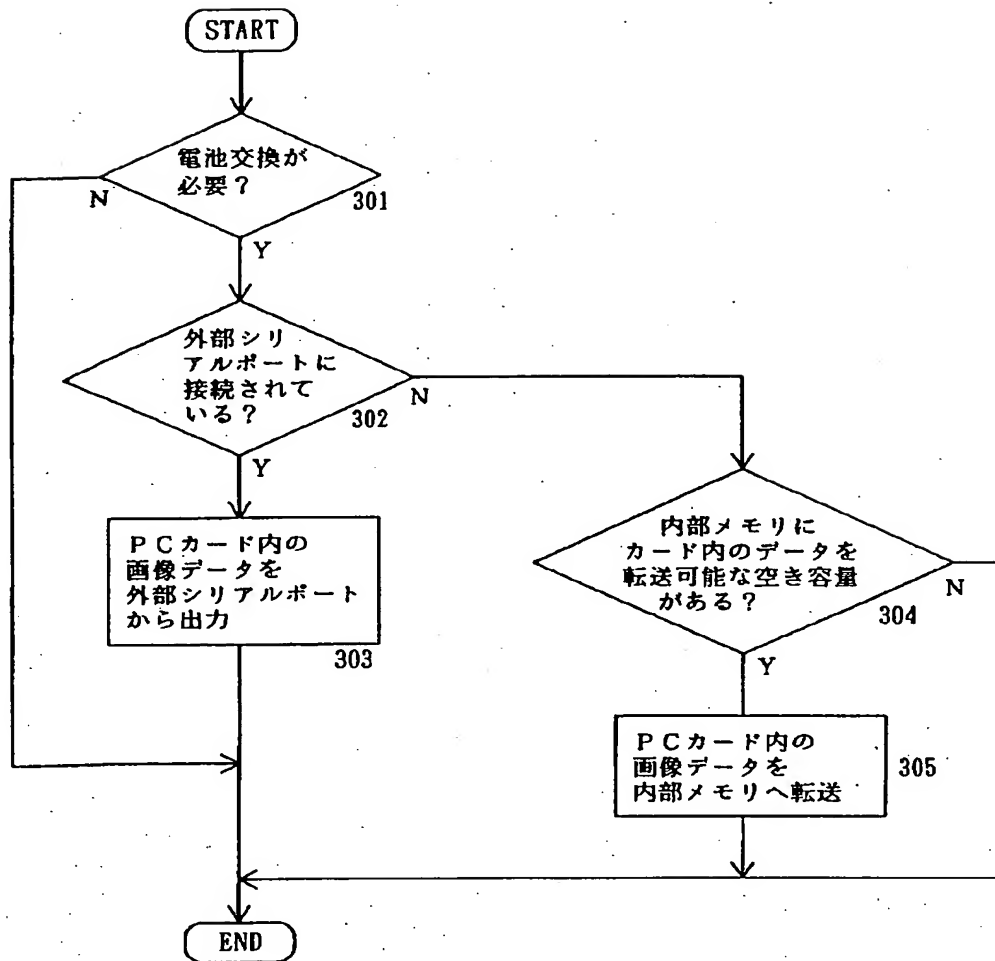 START
電池交換が
必要?
301
N
Y
外部シリ
アルポートに
接続されて
いる?
302
N
Y
PCカード内の
画像データを
外部シリアルポート
から出力
303
内部メモリに
カード内のデータを
転送可能な空き容量
がある?
304
N
Y
PCカード内の
画像データを
内部メモリへ転送
305
END